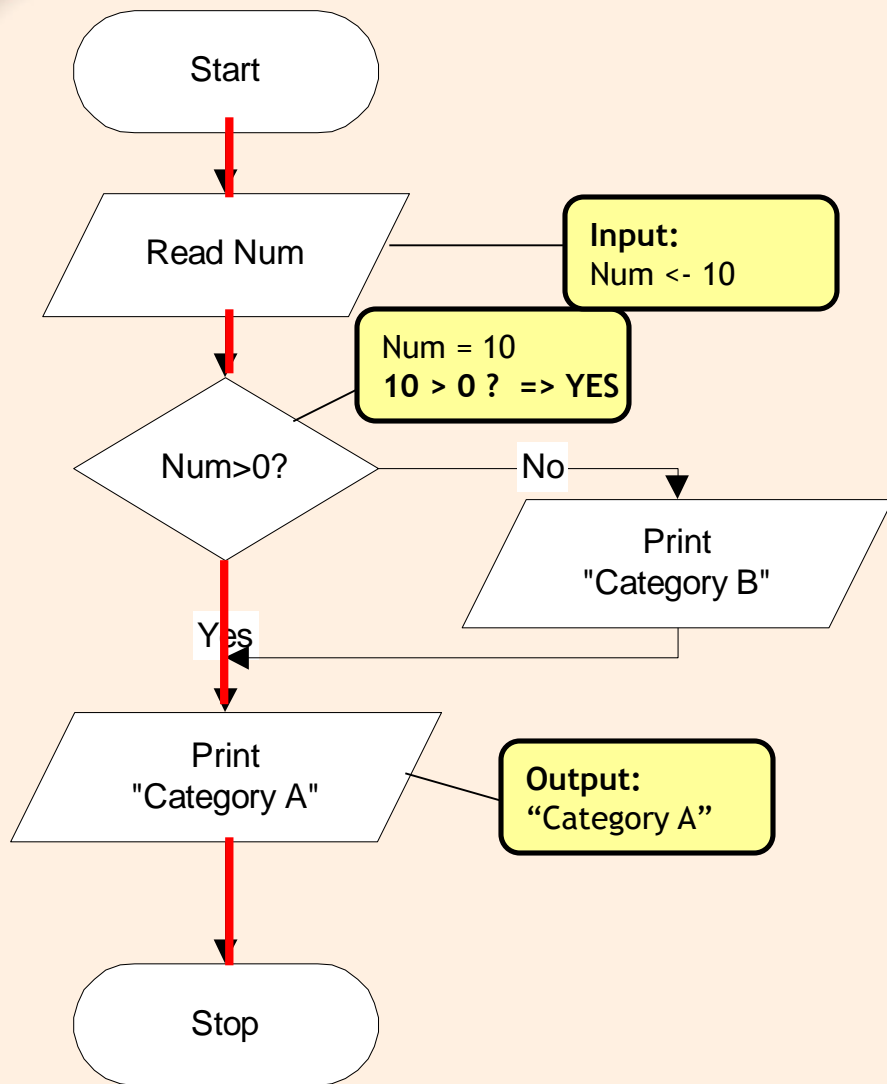 Start
Read Num
Input:
Num <- 10
Num = 10
10 > 0 ? => YES
Num>0?
No
Print
"Category B"
Yes
Print
"Category A"
Output:
“Category A”
Stop